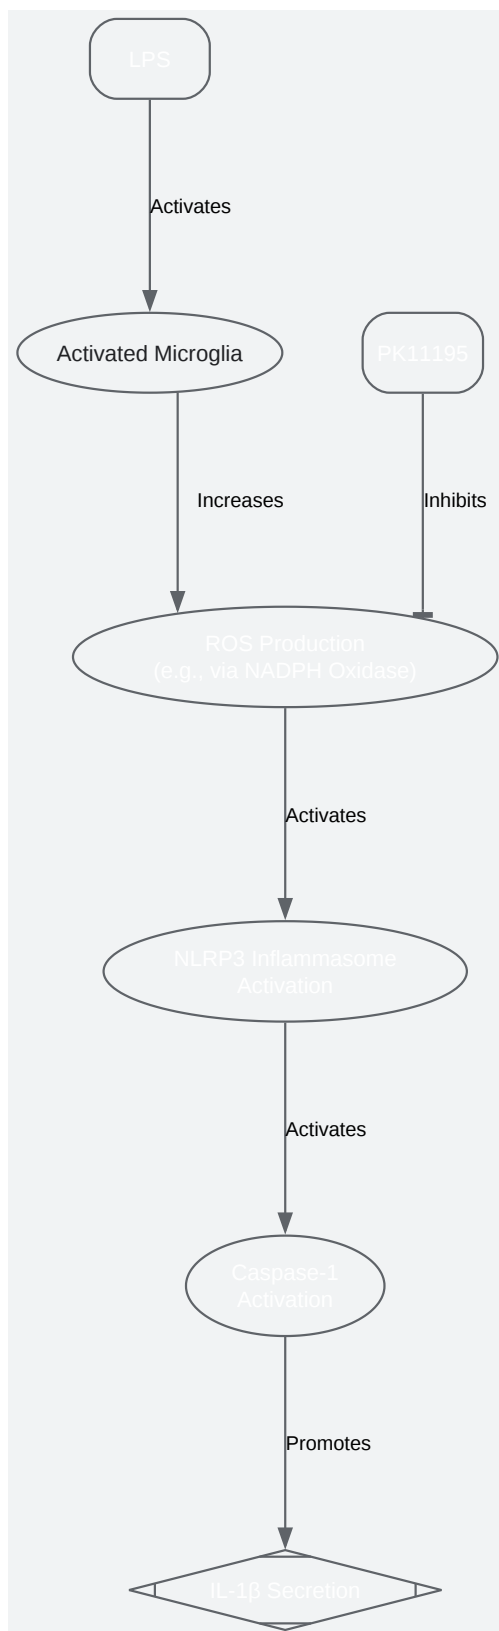 LPS
Activates
Activated Microglia
PK11195
Increases
Inhibits
ROS Production
(e.g., via NADPH Oxidase)
Activates
NLRP3 Inflammasome
Activation
Activates
Caspase-1
Activation
Promotes
IL-1β Secretion